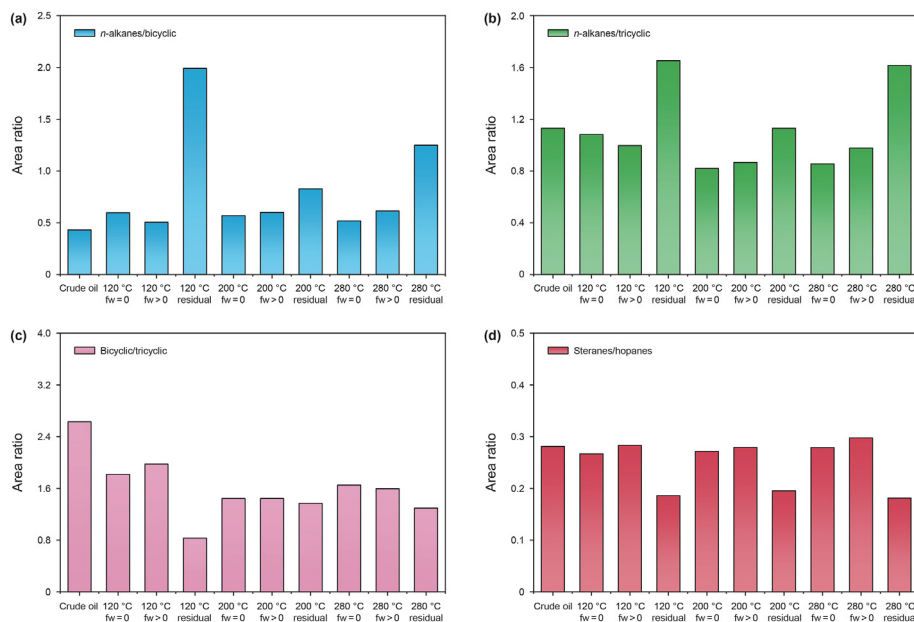 (a)
n-alkanes/bicyclic
Area ratio
2.5
2.0
1.5
1.0
0.5
0
Crude oil 120 °C 120 °C 120 °C 200 °C 200 °C 200 °C 280 °C 280 °C 280 °C
fw = 0 fw > 0 residual fw = 0 fw > 0 residual fw = 0 fw > 0 residual
(b)
n-alkanes/tricyclic
Area ratio
2.0
1.6
1.2
0.8
0.4
0
Crude oil 120 °C 120 °C 120 °C 200 °C 200 °C 200 °C 280 °C 280 °C 280 °C
fw = 0 fw > 0 residual fw = 0 fw > 0 residual fw = 0 fw > 0 residual
(c)
Bicyclic/tricyclic
Area ratio
4.0
3.2
2.4
1.6
0.8
0
Crude oil 120 °C 120 °C 120 °C 200 °C 200 °C 200 °C 280 °C 280 °C 280 °C
fw = 0 fw > 0 residual fw = 0 fw > 0 residual fw = 0 fw > 0 residual
(d)
Steranes/hopanes
Area ratio
0.5
0.4
0.3
0.2
0.1
0
Crude oil 120 °C 120 °C 120 °C 200 °C 200 °C 200 °C 280 °C 280 °C 280 °C
fw = 0 fw > 0 residual fw = 0 fw > 0 residual fw = 0 fw > 0 residual